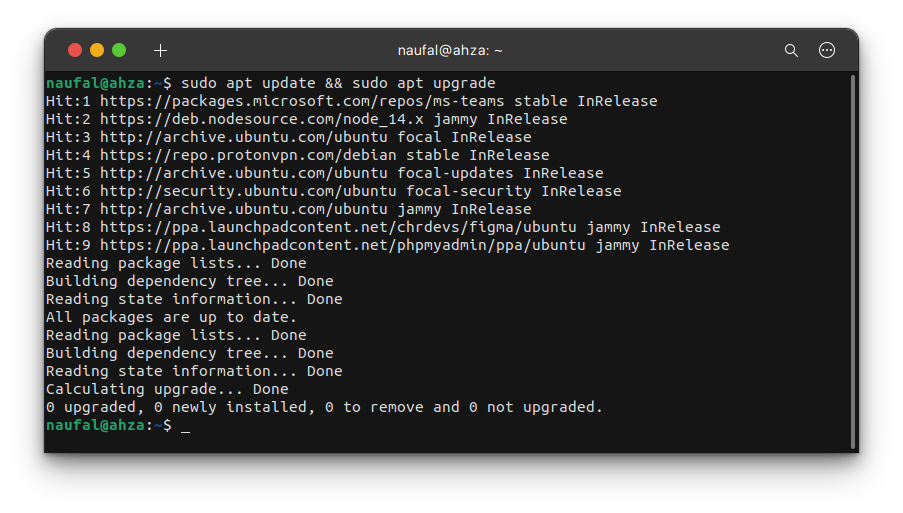 naufal@ahza: ~
naufal@ahza:~$ sudo apt update && sudo apt upgrade
Hit:1 https://packages.microsoft.com/repos/ms-teams stable InRelease
Hit:2 https://deb.nodesource.com/node_14.x jammy InRelease
Hit:3 http://archive.ubuntu.com/ubuntu focal InRelease
Hit:4 https://repo.protonvpn.com/debian stable InRelease
Hit:5 http://archive.ubuntu.com/ubuntu focal-updates InRelease
Hit:6 http://security.ubuntu.com/ubuntu focal-security InRelease
Hit:7 http://archive.ubuntu.com/ubuntu jammy InRelease
Hit:8 https://ppa.launchpadcontent.net/chrdevs/figma/ubuntu jammy InRelease
Hit:9 https://ppa.launchpadcontent.net/phpmyadmin/ppa/ubuntu jammy InRelease
Reading package lists... Done
Building dependency tree... Done
Reading state information... Done
All packages are up to date.
Reading package lists... Done
Building dependency tree... Done
Reading state information... Done
Calculating upgrade... Done
0 upgraded, 0 newly installed, 0 to remove and 0 not upgraded.
naufal@ahza:~$ _